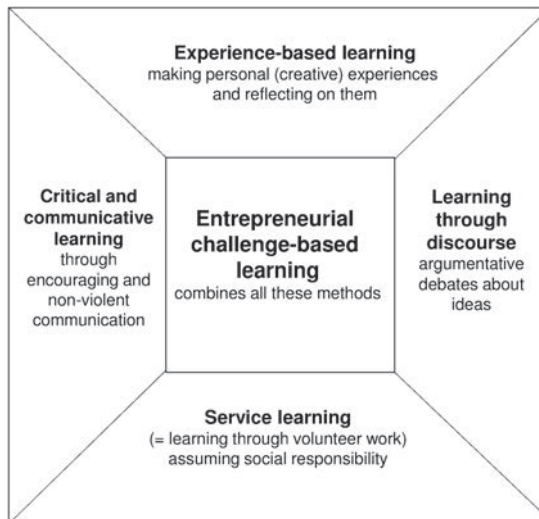 Experience-based learning
making personal (creative) experiences
and reflecting on them
Critical and
communicative
learning
through
encouraging and
non-violent
communication
Entrepreneurial
challenge-based
learning
combines all these methods
Learning
through
discourse
argumentative
debates about
ideas
Service learning
(= learning through volunteer work)
assuming social responsibility